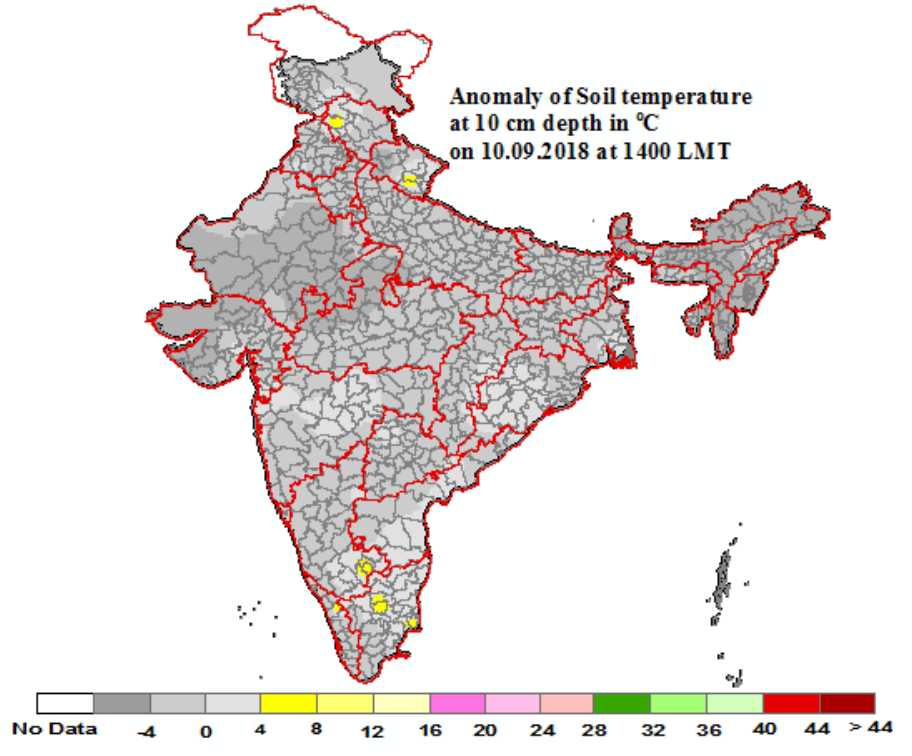 Anomaly of Soil temperature
at 10 cm depth in °C
on 10.09.2018 at 1400 LMT
No Data -4 0 4 8 12 16 20 24 28 32 36 40 44 > 44